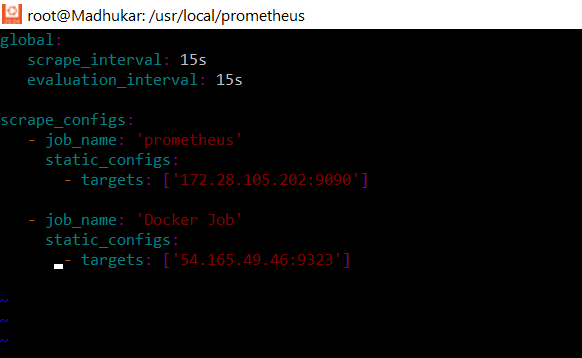 root@Madhukar: /usr/local/prometheus
global:
   scrape_interval: 15s
   evaluation_interval: 15s

scrape_configs:
   - job_name: 'prometheus'
     static_configs:
       - targets: ['172.28.105.202:9090']

   - job_name: 'Docker Job'
     static_configs:
       - targets: ['54.165.49.46:9323']

~
~
~